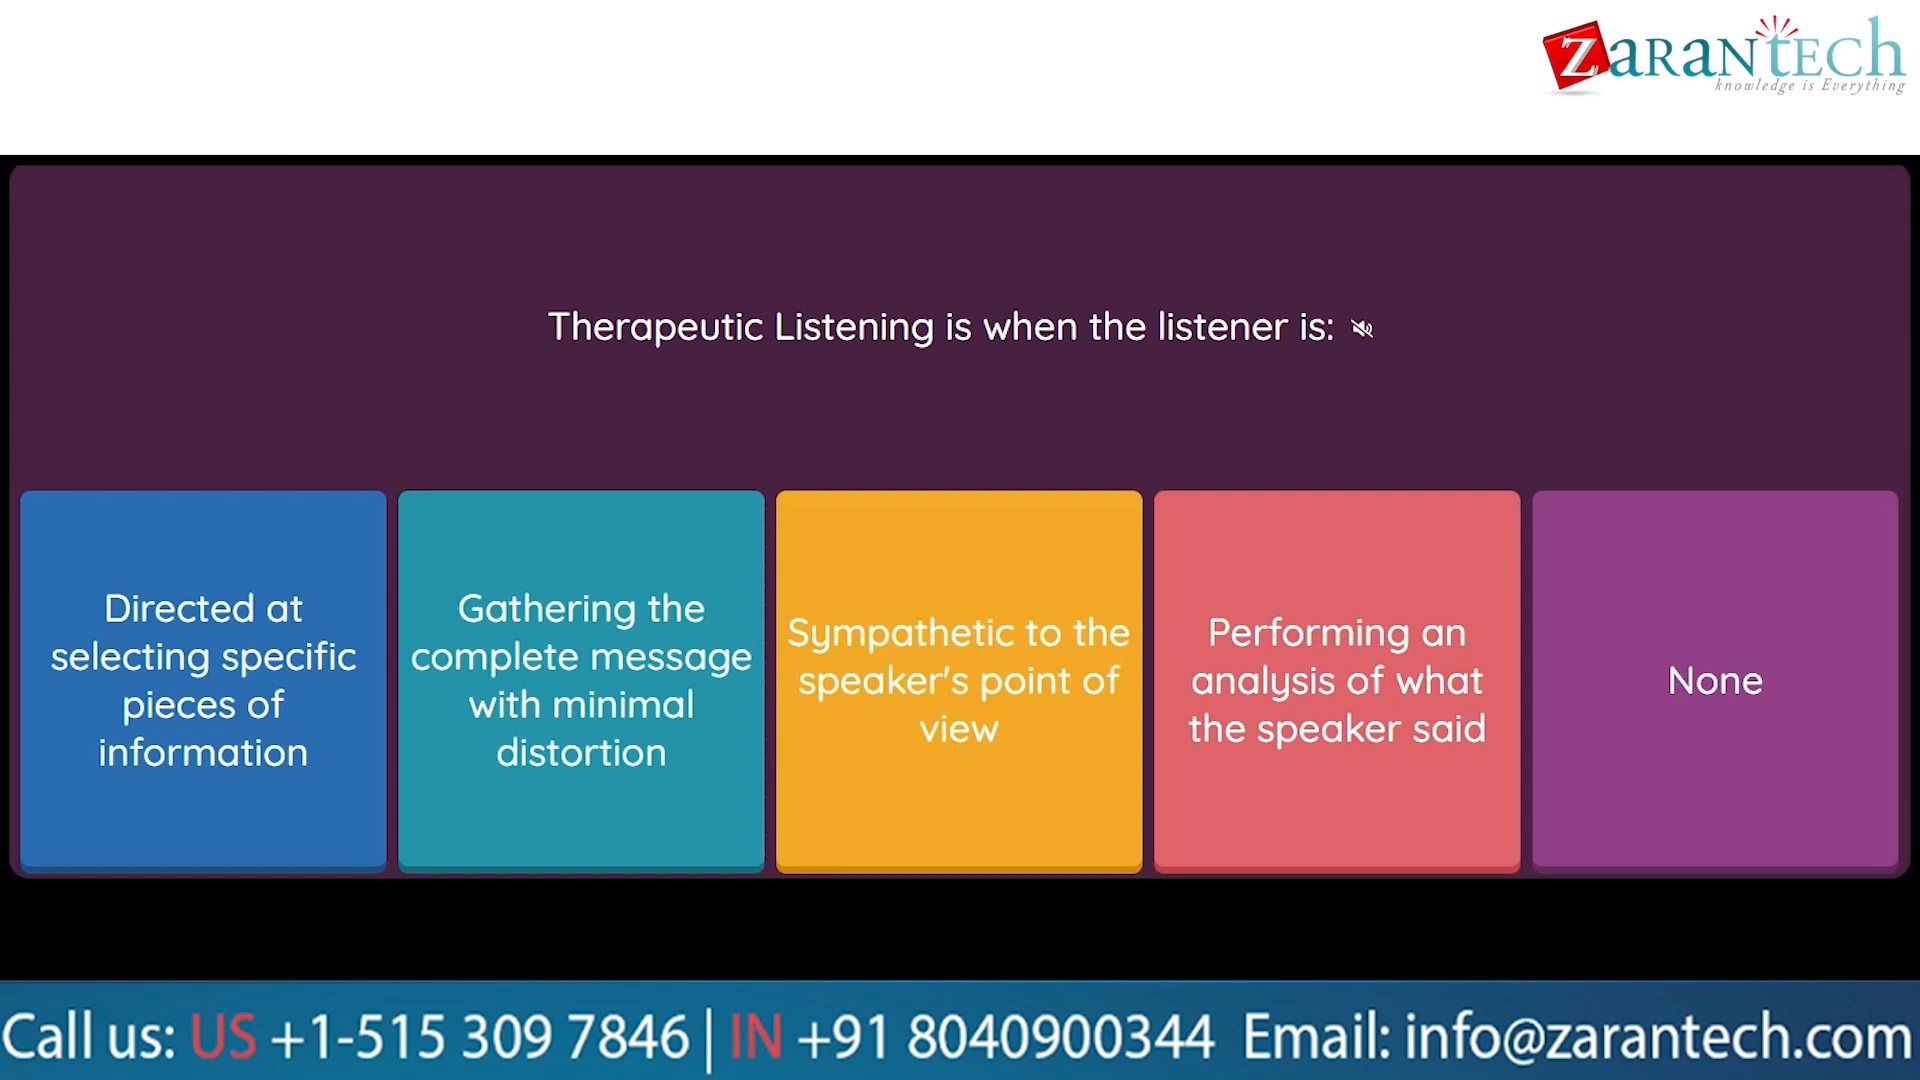 ZaranTech
knowledge is Everything
Therapeutic Listening is when the listener is:
Directed at
selecting specific
pieces of
information
Gathering the
complete message
with minimal
distortion
Sympathetic to the
speaker's point of
view
Performing an
analysis of what
the speaker said
None
Call us: US +1-515 309 7846 | IN +91 8040900344 Email: info@zarantech.com